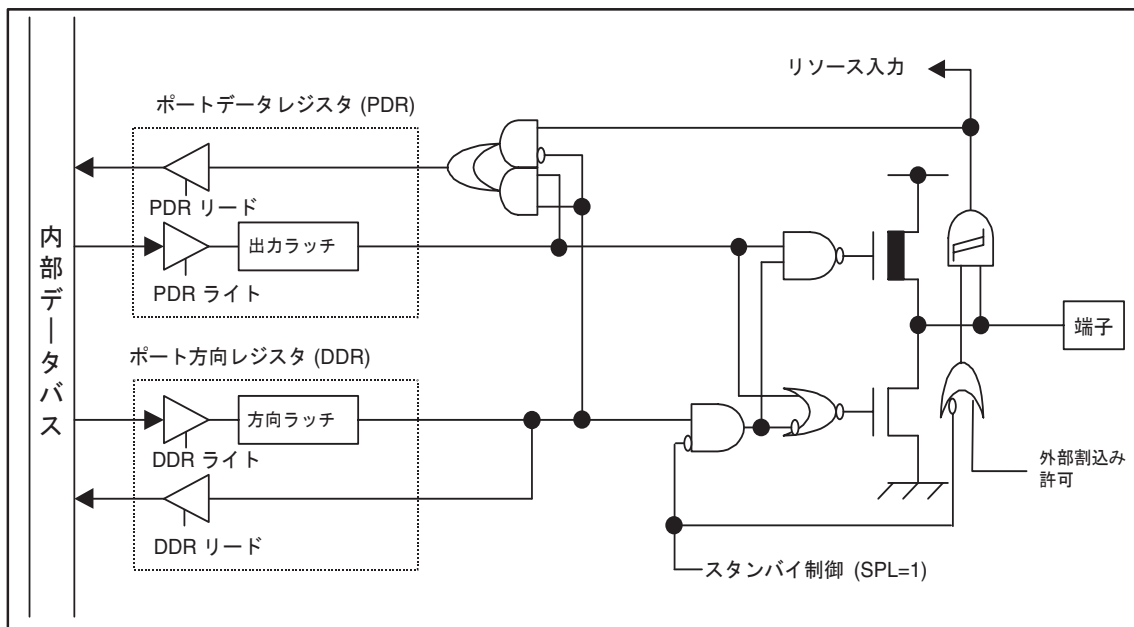 リソース入力
ポートデータレジスタ (PDR)
PDR リード
出力ラッチ
PDR ライト
内部データバス
端子
ポート方向レジスタ (DDR)
方向ラッチ
DDR ライト
外部割込み
許可
DDR リード
スタンバイ制御 (SPL=1)